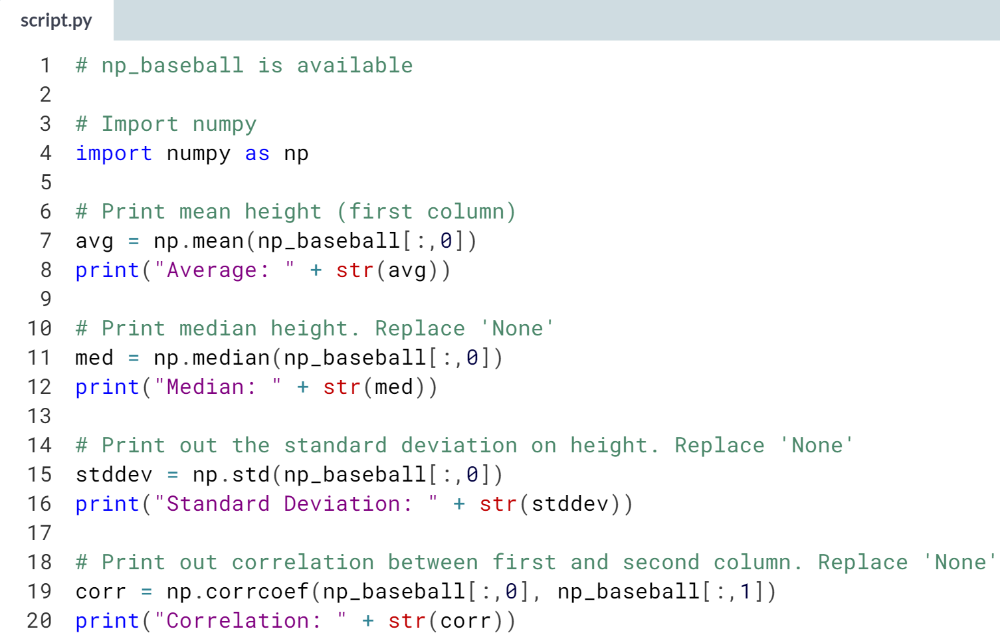 script.py
1 # np_baseball is available
2
3 # Import numpy
4 import numpy as np
5
6 # Print mean height (first column)
7 avg = np.mean(np_baseball[:,0])
8 print("Average: " + str(avg))
9
10 # Print median height. Replace 'None'
11 med = np.median(np_baseball[:,0])
12 print("Median: " + str(med))
13
14 # Print out the standard deviation on height. Replace 'None'
15 stddev = np.std(np_baseball[:,0])
16 print("Standard Deviation: " + str(stddev))
17
18 # Print out correlation between first and second column. Replace 'None'
19 corr = np.corrcoef(np_baseball[:,0], np_baseball[:,1])
20 print("Correlation: " + str(corr))